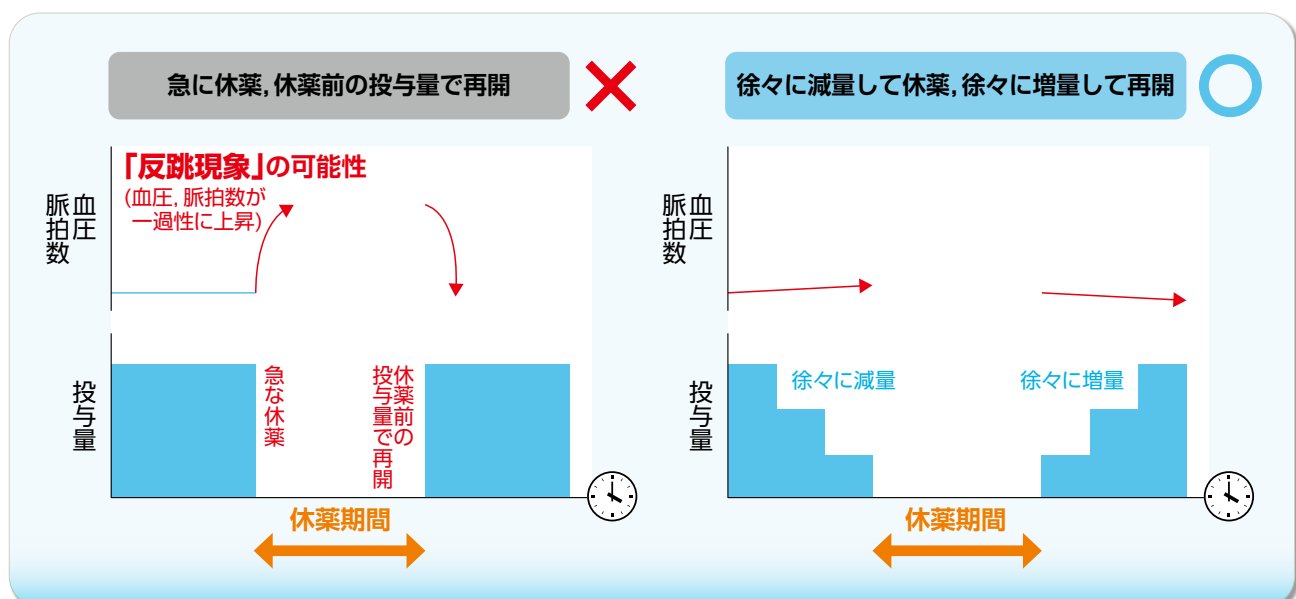 急に休薬,休薬前の投与量で再開
「反跳現象」の可能性
(血圧,脈拍数が
一過性に上昇)
血圧
脈拍数
投与量
急な休薬
休薬前の
投与量で再開
休薬期間
徐々に減量して休薬,徐々に増量して再開
血圧
脈拍数
投与量
徐々に減量
徐々に増量
休薬期間